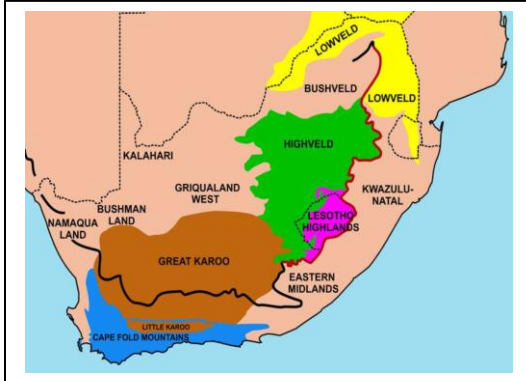 LOWVELD
BUSHVELD
LOWVELD
HIGHVELD
KALAHARI
GRIQUALAND
WEST
KWAZULU-
NATAL
BUSHMAN
LAND
NAMAQUA
LAND
LESOTHO
HIGHLANDS
GREAT KAROO
EASTERN
MIDLANDS
LITTLE KAROO
CAPE FOLD MOUNTAINS